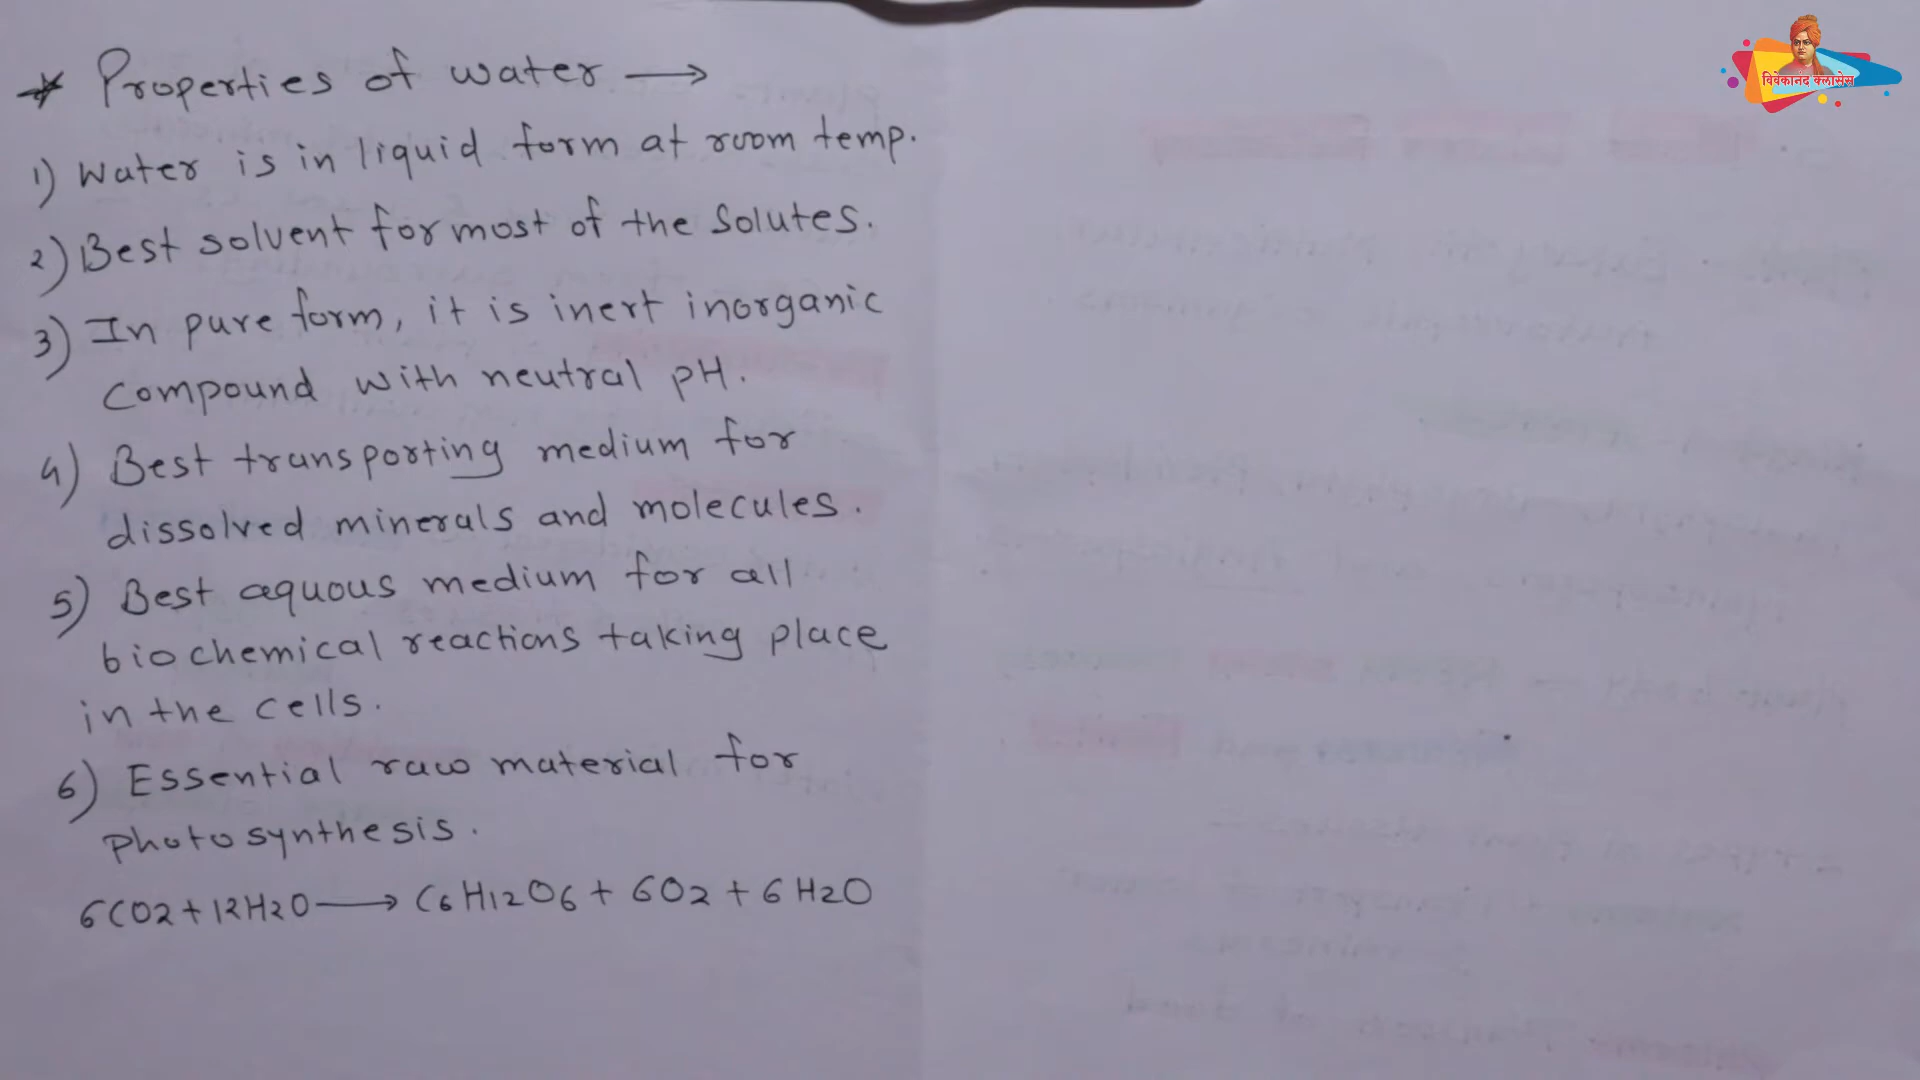 * Properties of water →
1) Water is in liquid form at room temp.
2) Best solvent for most of the Solutes.
3) In pure form, it is inert inorganic
compound with neutral pH.
4) Best transporting medium for
dissolved minerals and molecules.
5) Best aquous medium for all
biochemical reactions taking place
in the cells.
6) Essential raw material for
Photosynthesis.
6CO2 + 12H2O → C6H12O6 + 6O2 + 6H2O
विवेकानंद क्लासेस